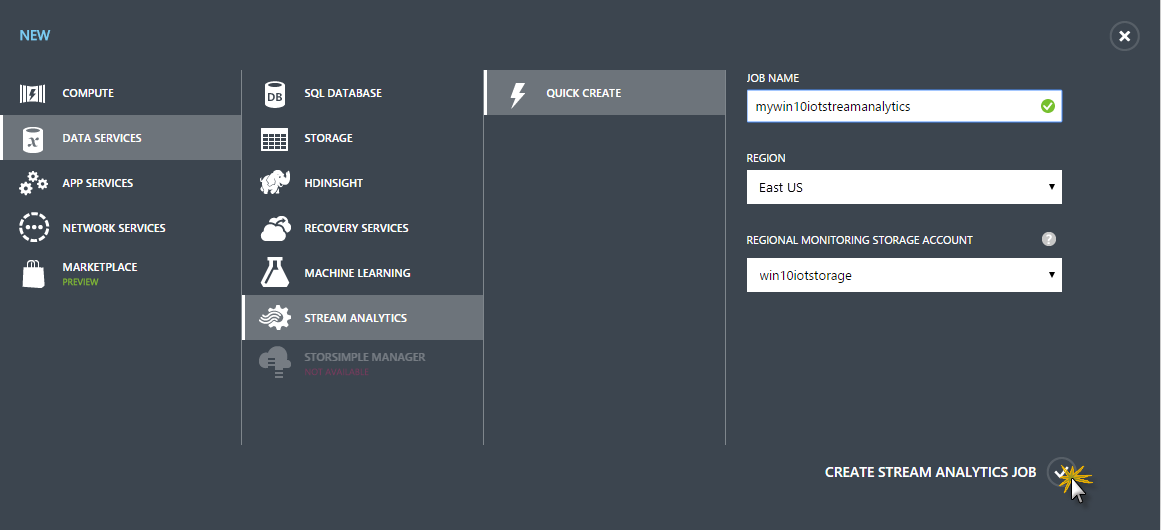 NEW
COMPUTE
DATA SERVICES
APP SERVICES
NETWORK SERVICES
MARKETPLACE
PREVIEW
DB
SQL DATABASE
STORAGE
HDINSIGHT
RECOVERY SERVICES
MACHINE LEARNING
STREAM ANALYTICS
STORSIMPLE MANAGER
NOT AVAILABLE
QUICK CREATE
JOB NAME
mywin10iotstreamanalytics
REGION
East US
REGIONAL MONITORING STORAGE ACCOUNT
?
win10iotstorage
CREATE STREAM ANALYTICS JOB